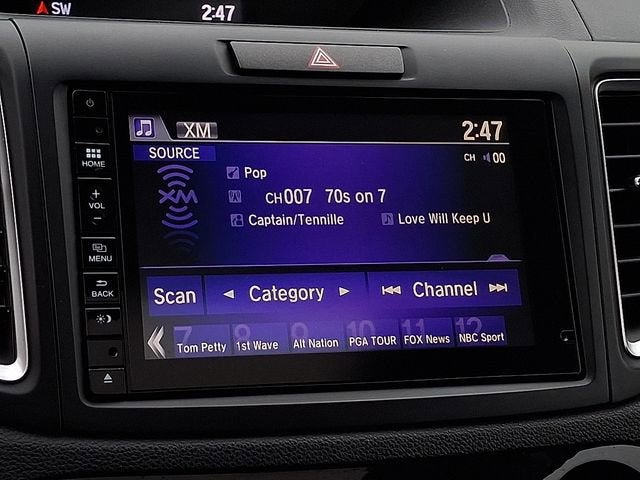 SW 2:47
XM 2:47
SOURCE
CH 00
HOME
XM
Pop
+
VOL
-
CH007 70s on 7
Captain/Tennille Love Will Keep U
MENU
BACK
Scan ◄ Category ► |◄◄ Channel ►►|
7 8 9 10 11 12
Tom Petty 1st Wave Alt Nation PGA TOUR FOX News NBC Sport